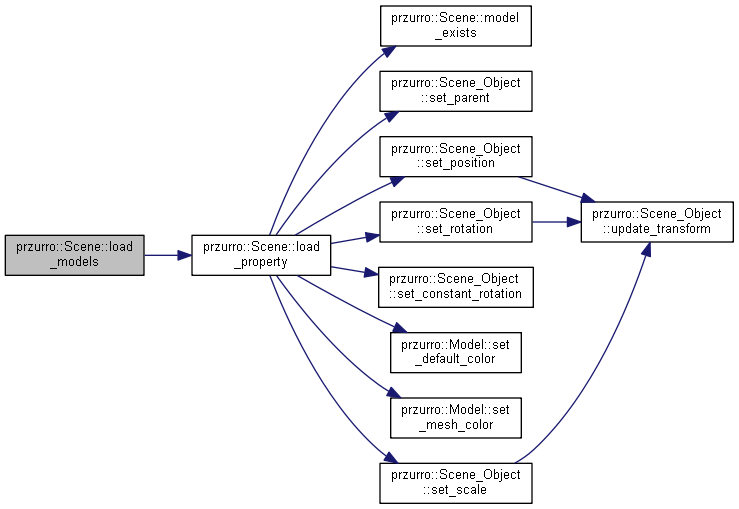 przurro::Scene::load
_models
przurro::Scene::load
_property
przurro::Scene::model
_exists
przurro::Scene_Object
::set_parent
przurro::Scene_Object
::set_position
przurro::Scene_Object
::set_rotation
przurro::Scene_Object
::set_constant_rotation
przurro::Model::set
_default_color
przurro::Model::set
_mesh_color
przurro::Scene_Object
::set_scale
przurro::Scene_Object
::update_transform